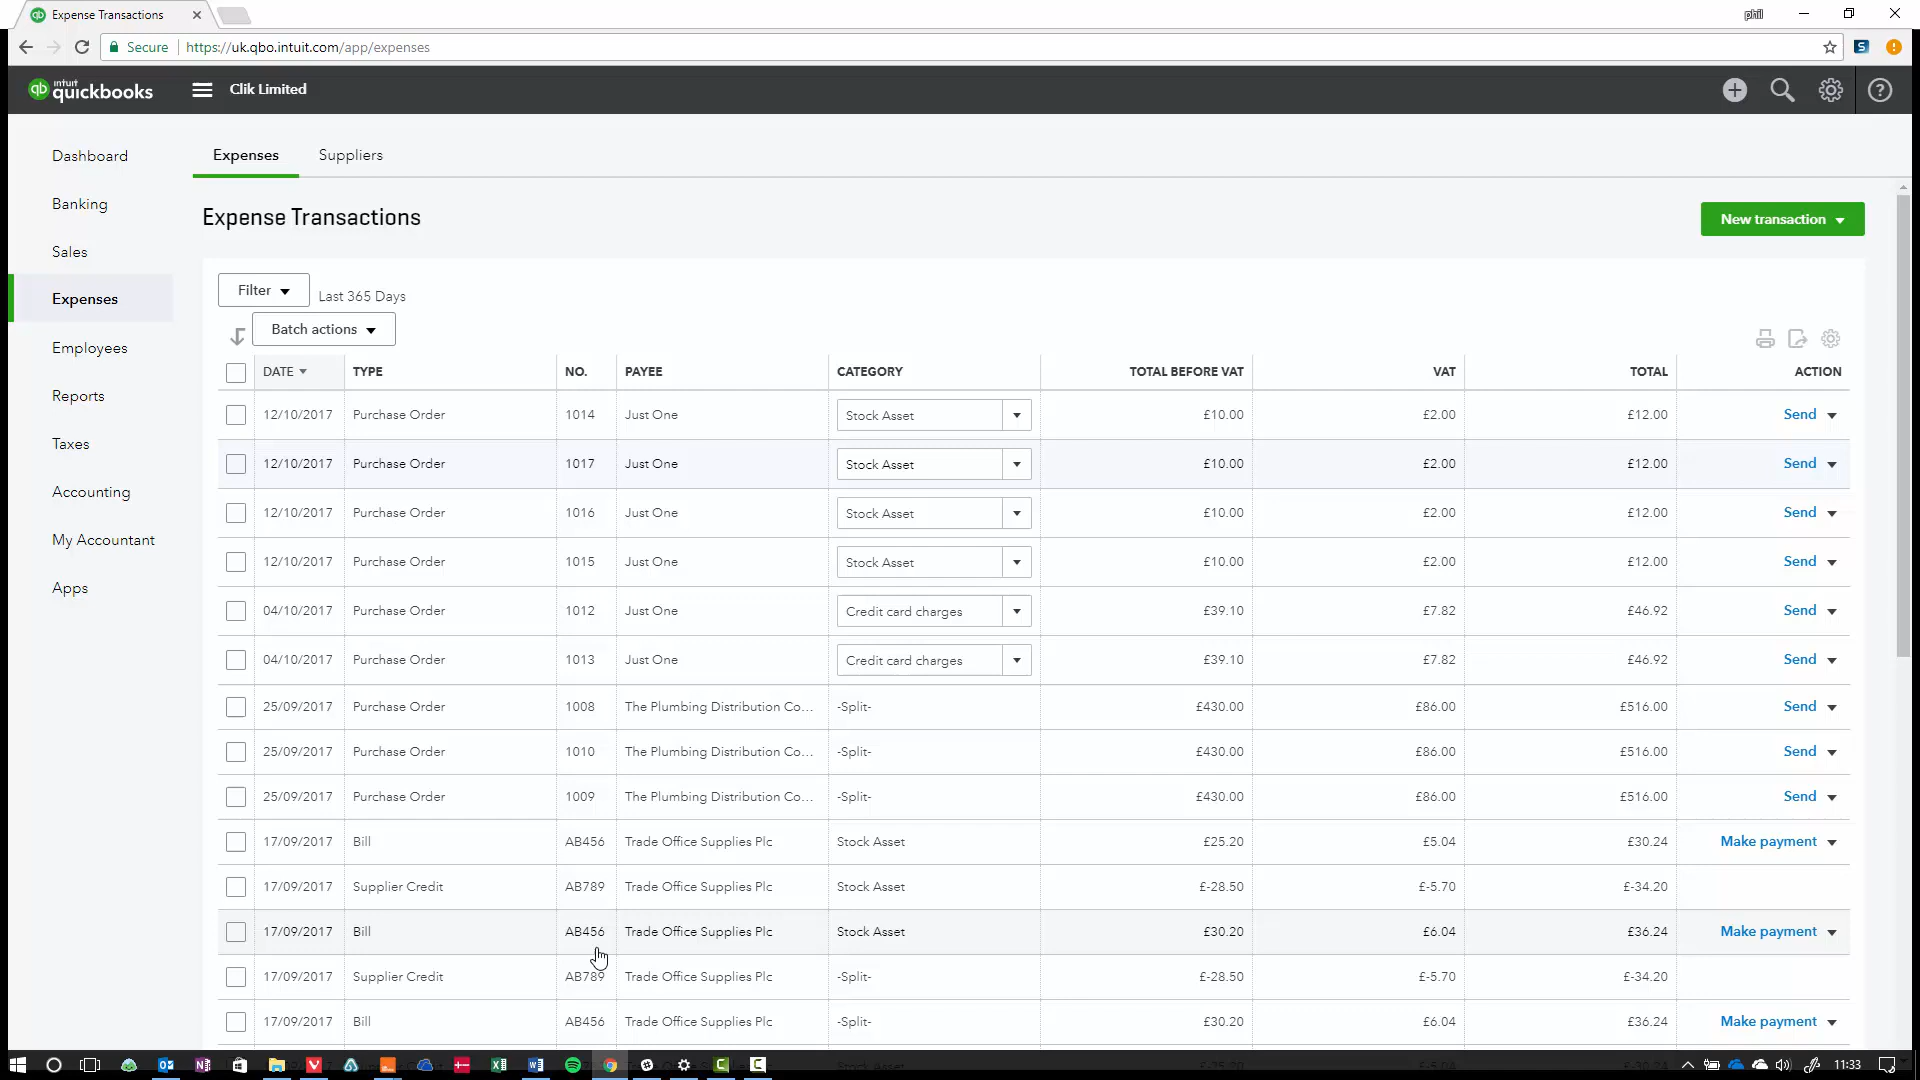 Expense Transactions
phill
Secure https://uk.qbo.intuit.com/app/expenses
intuit quickbooks Clik Limited
Dashboard
Banking
Sales
Expenses
Employees
Reports
Taxes
Accounting
My Accountant
Apps
Expenses Suppliers
Expense Transactions
New transaction
Filter Last 365 Days
Batch actions
DATE TYPE NO. PAYEE CATEGORY TOTAL BEFORE VAT VAT TOTAL ACTION
12/10/2017 Purchase Order 1014 Just One Stock Asset £10.00 £2.00 £12.00 Send
12/10/2017 Purchase Order 1017 Just One Stock Asset £10.00 £2.00 £12.00 Send
12/10/2017 Purchase Order 1016 Just One Stock Asset £10.00 £2.00 £12.00 Send
12/10/2017 Purchase Order 1015 Just One Stock Asset £10.00 £2.00 £12.00 Send
04/10/2017 Purchase Order 1012 Just One Credit card charges £39.10 £7.82 £46.92 Send
04/10/2017 Purchase Order 1013 Just One Credit card charges £39.10 £7.82 £46.92 Send
25/09/2017 Purchase Order 1008 The Plumbing Distribution Co... -Split- £430.00 £86.00 £516.00 Send
25/09/2017 Purchase Order 1010 The Plumbing Distribution Co... -Split- £430.00 £86.00 £516.00 Send
25/09/2017 Purchase Order 1009 The Plumbing Distribution Co... -Split- £430.00 £86.00 £516.00 Send
17/09/2017 Bill AB456 Trade Office Supplies Plc Stock Asset £25.20 £5.04 £30.24 Make payment
17/09/2017 Supplier Credit AB789 Trade Office Supplies Plc Stock Asset £-28.50 £-5.70 £-34.20
17/09/2017 Bill AB456 Trade Office Supplies Plc Stock Asset £30.20 £6.04 £36.24 Make payment
17/09/2017 Supplier Credit AB789 Trade Office Supplies Plc -Split- £-28.50 £-5.70 £-34.20
17/09/2017 Bill AB456 Trade Office Supplies Plc -Split- £30.20 £6.04 £36.24 Make payment
11:33